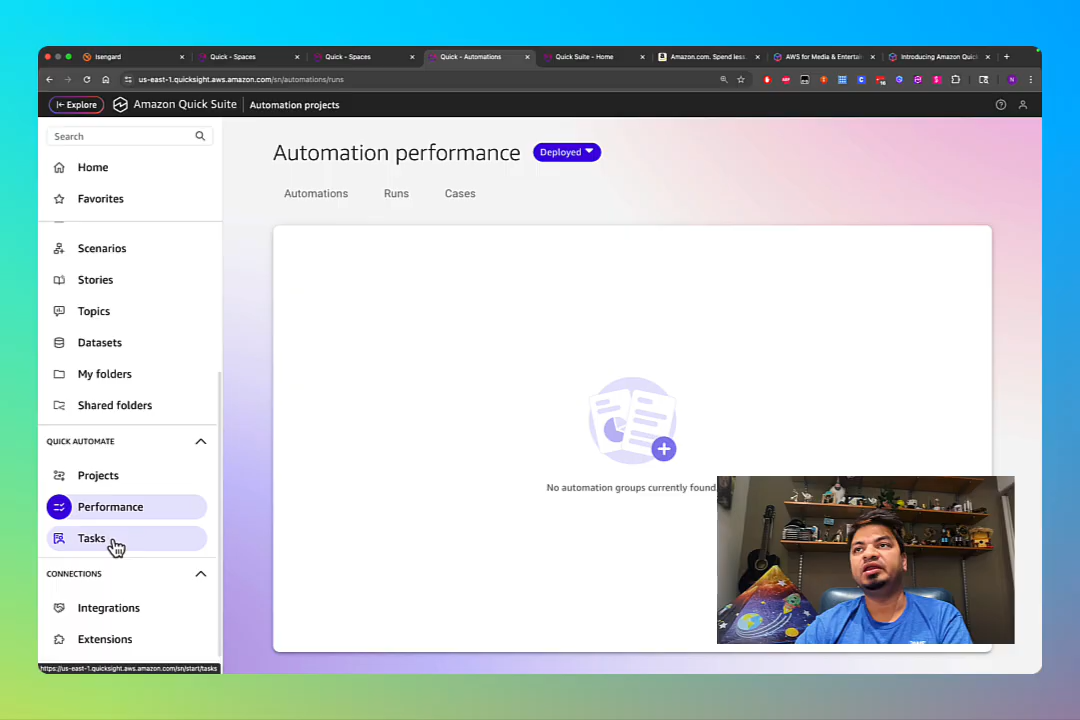 Isengard
Quick - Spaces
Quick - Spaces
Quick - Automations
Quick Suite - Home
Amazon.com. Spend less.
AWS for Media & Entertain
Introducing Amazon Quick
us-east-1.quicksight.aws.amazon.com/sn/automations/runs
Explore
Amazon Quick Suite
Automation projects
Search
Home
Favorites
Scenarios
Stories
Topics
Datasets
My folders
Shared folders
QUICK AUTOMATE
Projects
Performance
Tasks
CONNECTIONS
Integrations
Extensions
https://us-east-1.quicksight.aws.amazon.com/sn/start/tasks
Automation performance
Deployed
Automations
Runs
Cases
No automation groups currently found.